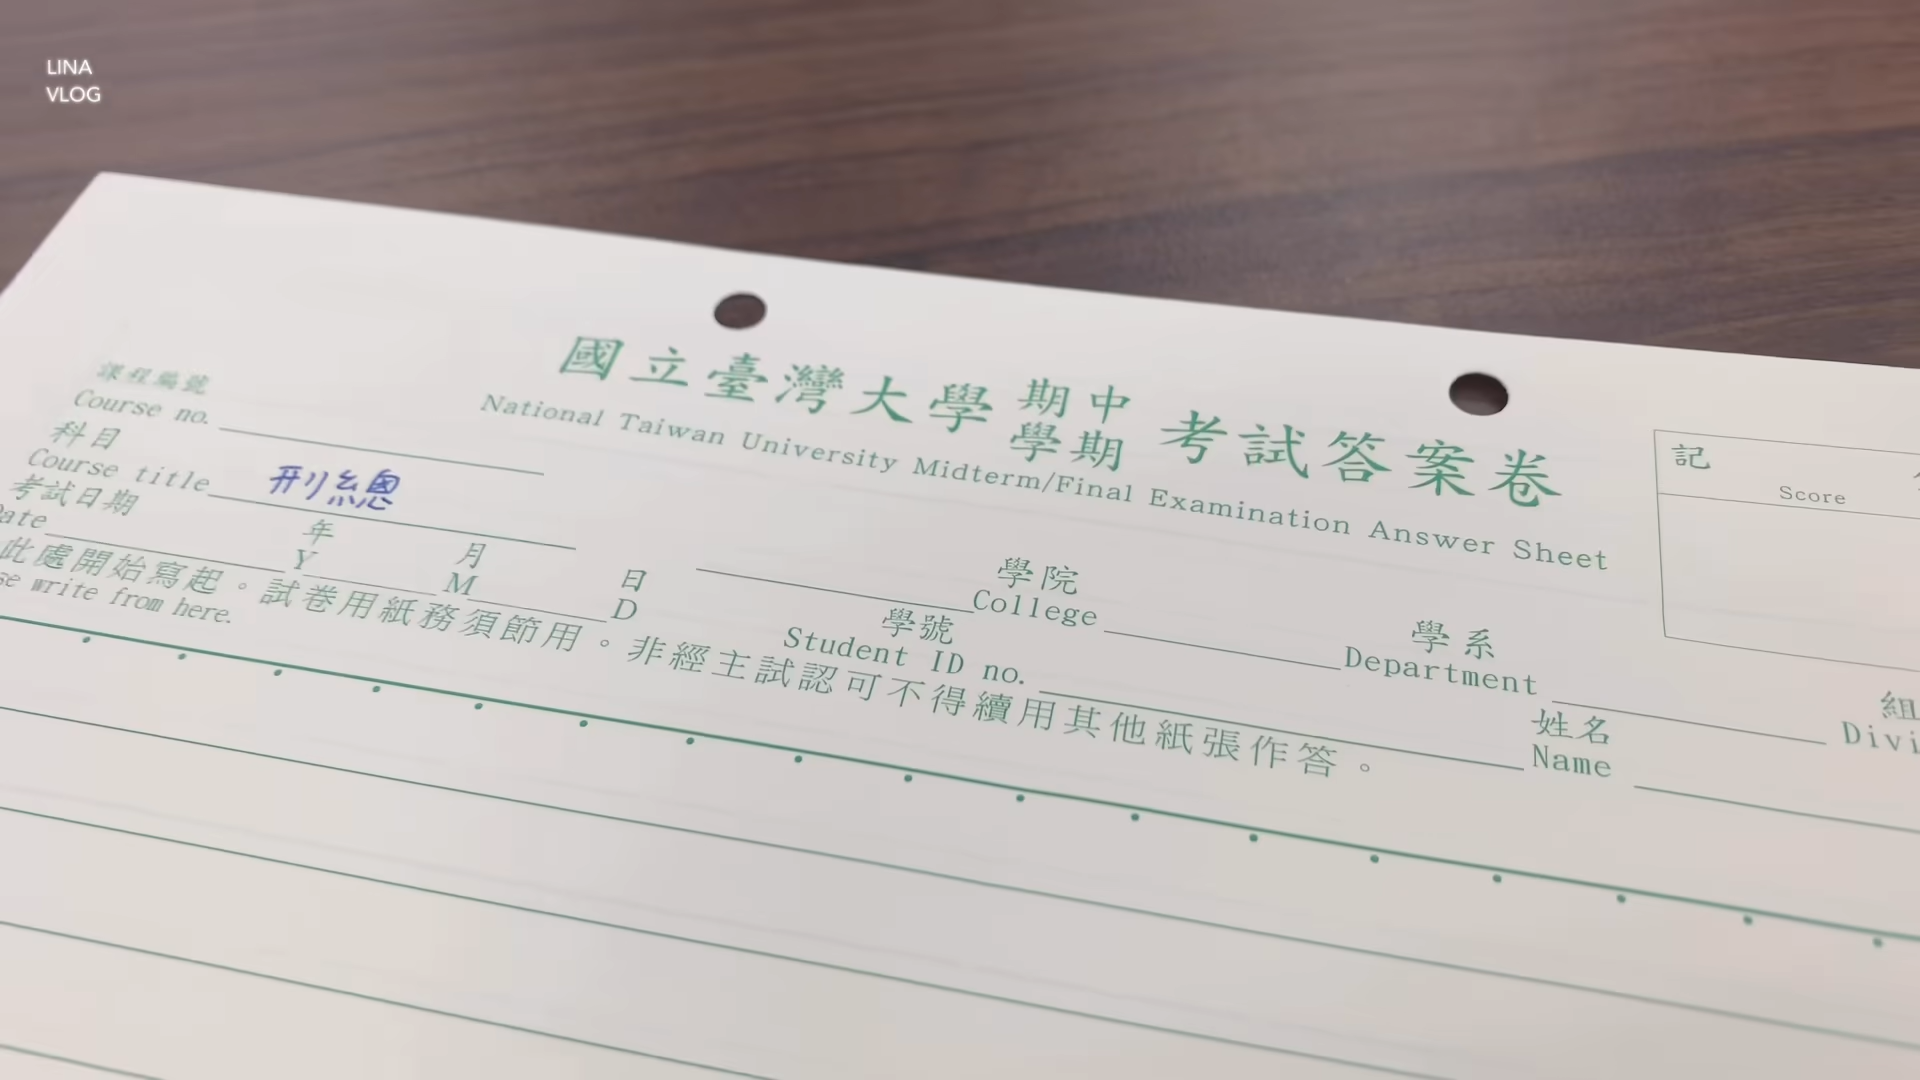 LINA
VLOG
國立臺灣大學 期中 學期 考試答案卷
National Taiwan University Midterm/Final Examination Answer Sheet
課程編號
Course no.
科目
Course title 刑總
考試日期
年 月 日
Y M D
學院
College
學系
Department
學號
Student ID no.
姓名
Name
記
Score
此處開始寫起。試卷用紙務須節用。非經主試認可不得續用其他紙張作答。
write from here.